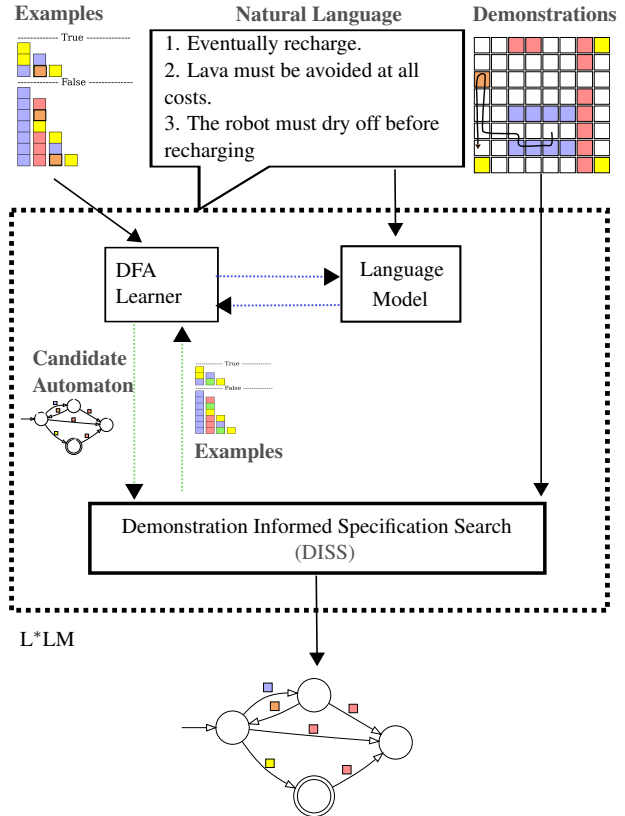 Examples
Natural Language
Demonstrations
True
False
1. Eventually recharge.
2. Lava must be avoided at all
costs.
3. The robot must dry off before
recharging
DFA
Learner
Language
Model
Candidate
Automaton
True
False
Examples
Demonstration Informed Specification Search
(DISS)
L*LM